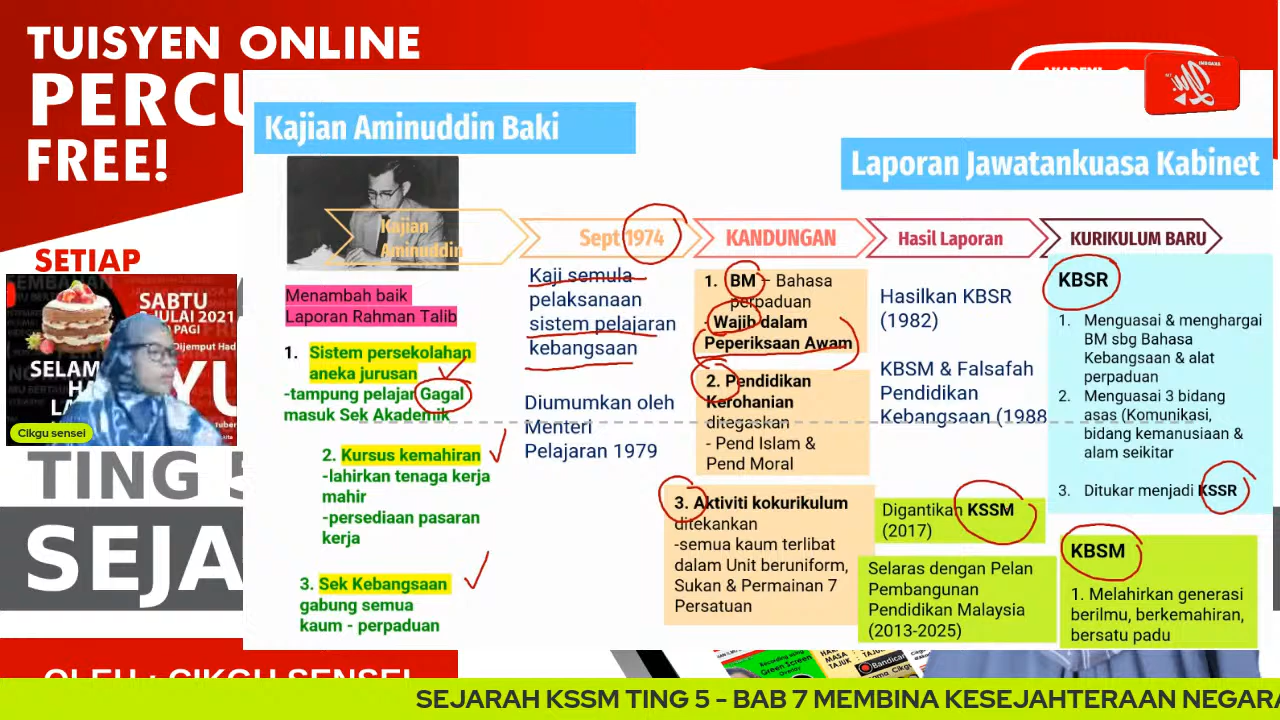 TUISYEN ONLINE
PERCU
FREE!
SETIAP
SABTU
JULAI 2021
PAGI
Dijemput Had
SELAM
Cikgu sensei
TING 5
SEJA
OLEH : CIKGU SENSEI
AKADEMI
Kajian Aminuddin Baki
Laporan Jawatankuasa Kabinet
Kajian
Aminuddin
Sept 1974
KANDUNGAN
Hasil Laporan
KURIKULUM BARU
Menambah baik
Laporan Rahman Talib
1. Sistem persekolahan
aneka jurusan
-tampung pelajar Gagal
masuk Sek Akademik
2. Kursus kemahiran
-lahirkan tenaga kerja
mahir
-persediaan pasaran
kerja
3. Sek Kebangsaan
gabung semua
kaum - perpaduan
Kaji semula
pelaksanaan
sistem pelajaran
kebangsaan
Diumumkan oleh
Menteri
Pelajaran 1979
1. BM – Bahasa
perpaduan
Wajib dalam
Peperiksaan Awam
2. Pendidikan
Kerohanian
ditegaskan
- Pend Islam &
Pend Moral
3. Aktiviti kokurikulum
ditekankan
-semua kaum terlibat
dalam Unit beruniform,
Sukan & Permainan 7
Persatuan
Hasilkan KBSR
(1982)
KBSM & Falsafah
Pendidikan
Kebangsaan (1988
Digantikan KSSM
(2017)
Selaras dengan Pelan
Pembangunan
Pendidikan Malaysia
(2013-2025)
KBSR
1. Menguasai & menghargai
BM sbg Bahasa
Kebangsaan & alat
perpaduan
2. Menguasai 3 bidang
asas (Komunikasi,
bidang kemanusiaan &
alam seikitar
3. Ditukar menjadi KSSR
KBSM
1. Melahirkan generasi
berilmu, berkemahiran,
bersatu padu
SEJARAH KSSM TING 5 - BAB 7 MEMBINA KESEJAHTERAAN NEGARA